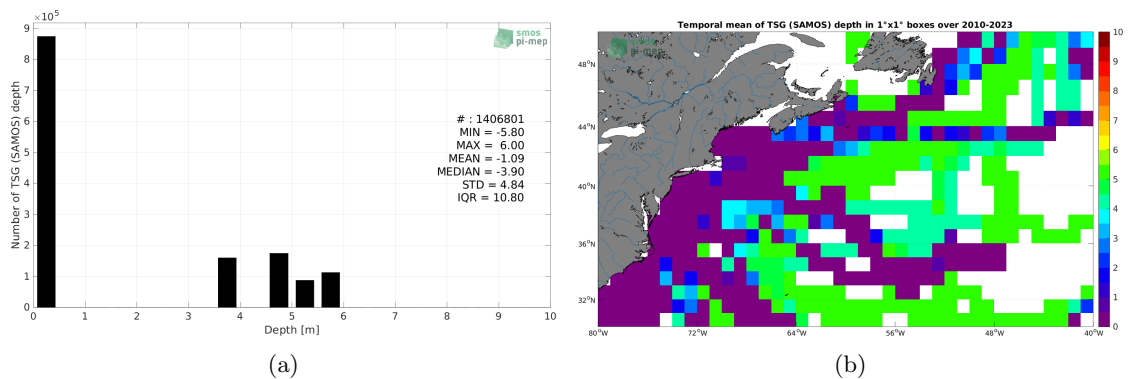 ×10⁵
9
8
7
6
5
4
3
2
1
0
Number of TSG (SAMOS) depth
0 1 2 3 4 5 6 7 8 9 10
Depth [m]
smos
pi-mep
# : 1406801
MIN = -5.80
MAX = 6.00
MEAN = -1.09
MEDIAN = -3.90
STD = 4.84
IQR = 10.80
(a)
Temporal mean of TSG (SAMOS) depth in 1°x1° boxes over 2010-2023
smos
pi-mep
48°N
44°N
40°N
36°N
32°N
80°W 72°W 64°W 56°W 48°W 40°W
10
9
8
7
6
5
4
3
2
1
0
(b)